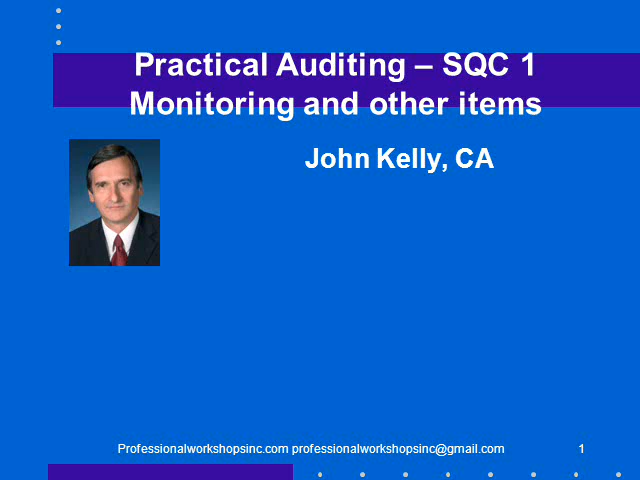 Practical Auditing – SQC 1
Monitoring and other items
John Kelly, CA
Professionalworkshopsinc.com professionalworkshopsinc@gmail.com 1